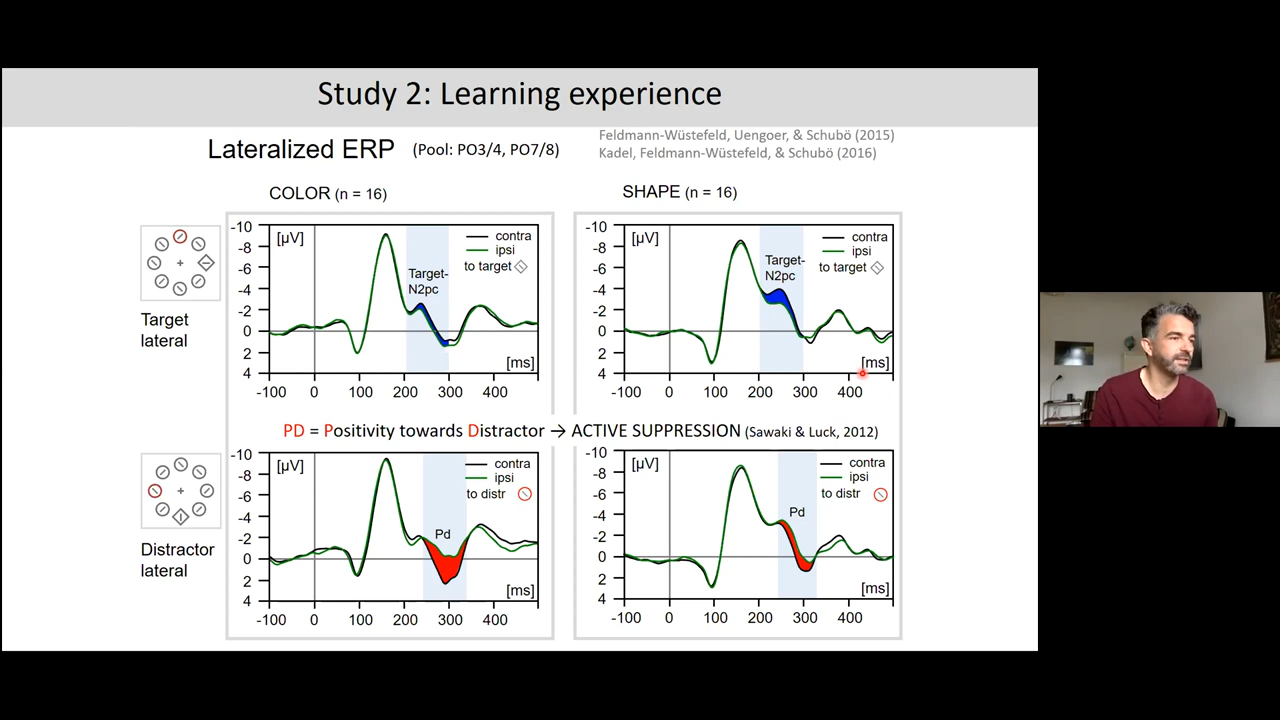 Study 2: Learning experience
Feldmann-Wüstefeld, Uengoer, & Schubö (2015)
Kadel, Feldmann-Wüstefeld, & Schubö (2016)
Lateralized ERP (Pool: PO3/4, PO7/8)
COLOR (n = 16)
SHAPE (n = 16)
Target
lateral
-10
-8
-6
-4
-2
0
2
4
[µV]
contra
ipsi
to target
Target-
N2pc
[ms]
-100 0 100 200 300 400
-10
-8
-6
-4
-2
0
2
4
[µV]
contra
ipsi
to target
Target-
N2pc
[ms]
-100 0 100 200 300 400
PD = Positivity towards Distractor → ACTIVE SUPPRESSION (Sawaki & Luck, 2012)
Distractor
lateral
-10
-8
-6
-4
-2
0
2
4
[µV]
contra
ipsi
to distr
Pd
[ms]
-100 0 100 200 300 400
-10
-8
-6
-4
-2
0
2
4
[µV]
contra
ipsi
to distr
Pd
[ms]
-100 0 100 200 300 400